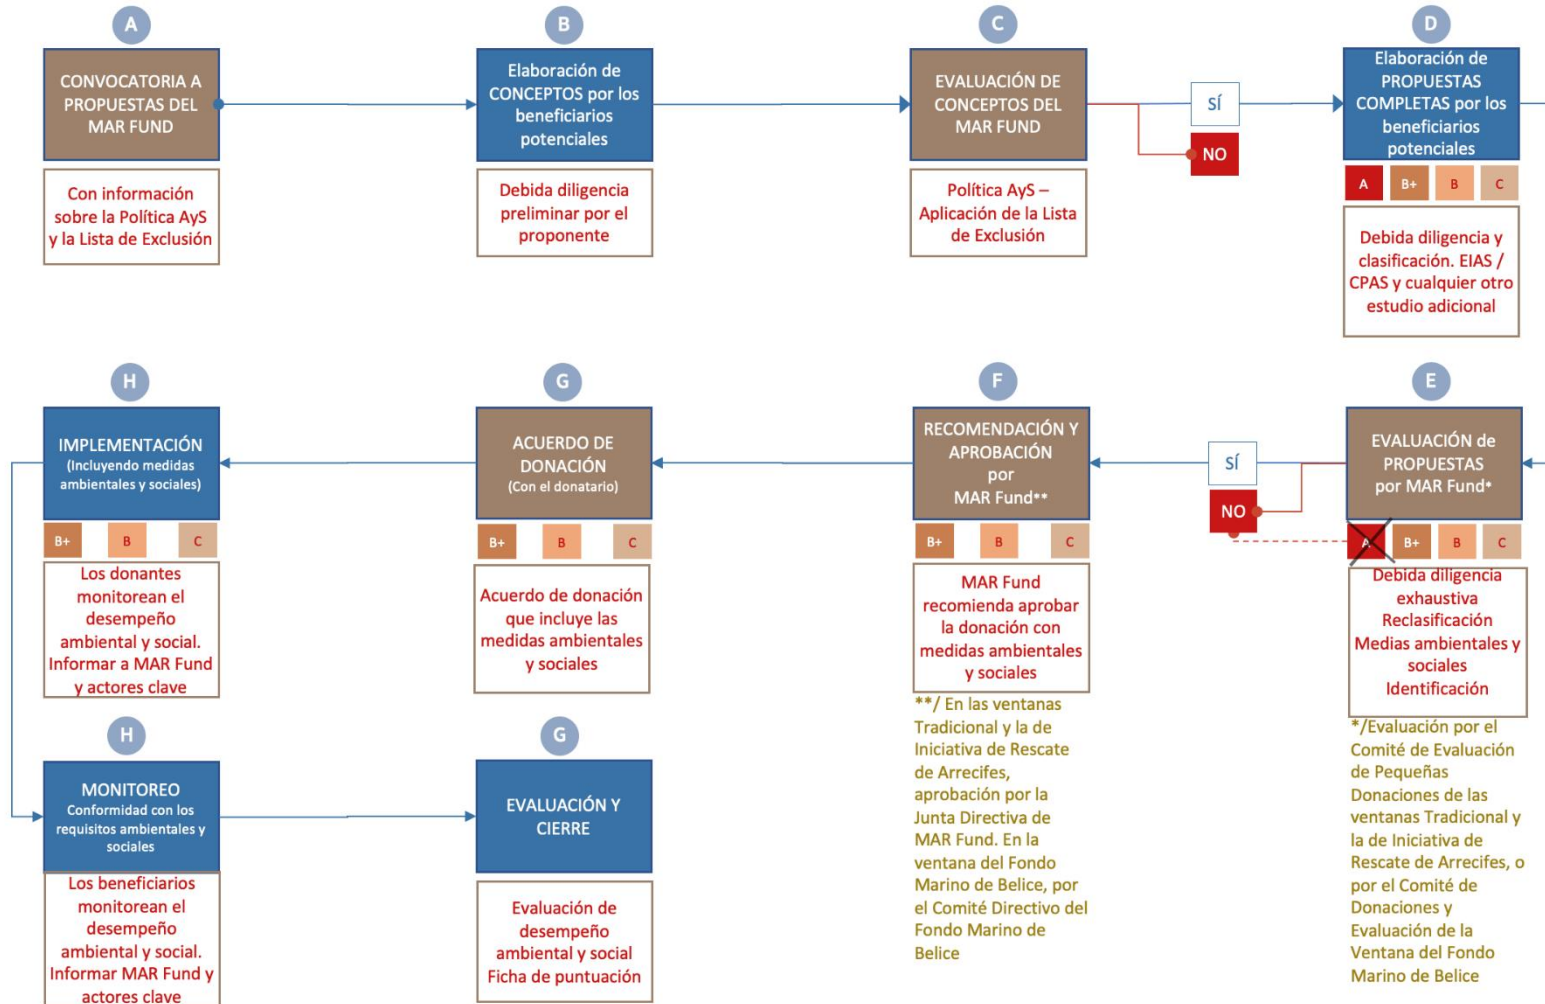 A
CONVOCATORIA A
PROPUESTAS DEL
MAR FUND
Con información
sobre la Política AyS
y la Lista de Exclusión
B
Elaboración de
CONCEPTOS por los
beneficiarios
potenciales
Debida diligencia
preliminar por el
proponente
C
EVALUACIÓN DE
CONCEPTOS DEL
MAR FUND
Política AyS –
Aplicación de la Lista
de Exclusión
SÍ
NO
D
Elaboración de
PROPUESTAS
COMPLETAS por los
beneficiarios
potenciales
A B+ B C
Debida diligencia y
clasificación. EIAS /
CPAS y cualquier otro
estudio adicional
E
EVALUACIÓN de
PROPUESTAS
por MAR Fund*
A B+ B C
Debida diligencia
exhaustiva
Reclasificación
Medias ambientales y
sociales
Identificación
*/Evaluación por el
Comité de Evaluación
de Pequeñas
Donaciones de las
ventanas Tradicional y
la de Iniciativa de
Rescate de Arrecifes, o
por el Comité de
Donaciones y
Evaluación de la
Ventana del Fondo
Marino de Belice
SÍ
NO
F
RECOMENDACIÓN Y
APROBACIÓN
por
MAR Fund**
B+ B C
MAR Fund
recomienda aprobar
la donación con
medidas ambientales
y sociales
**/ En las ventanas
Tradicional y la de
Iniciativa de Rescate
de Arrecifes,
aprobación por la
Junta Directiva de
MAR Fund. En la
ventana del Fondo
Marino de Belice, por
el Comité Directivo del
Fondo Marino de
Belice
G
ACUERDO DE
DONACIÓN
(Con el donatario)
B+ B C
Acuerdo de donación
que incluye las
medidas ambientales
y sociales
H
IMPLEMENTACIÓN
(Incluyendo medidas
ambientales y sociales)
B+ B C
Los donantes
monitorean el
desempeño
ambiental y social.
Informar a MAR Fund
y actores clave
H
MONITOREO
Conformidad con los
requisitos ambientales y
sociales
Los beneficiarios
monitorean el
desempeño
ambiental y social.
Informar MAR Fund y
actores clave
G
EVALUACIÓN Y
CIERRE
Evaluación de
desempeño
ambiental y social
Ficha de puntuación